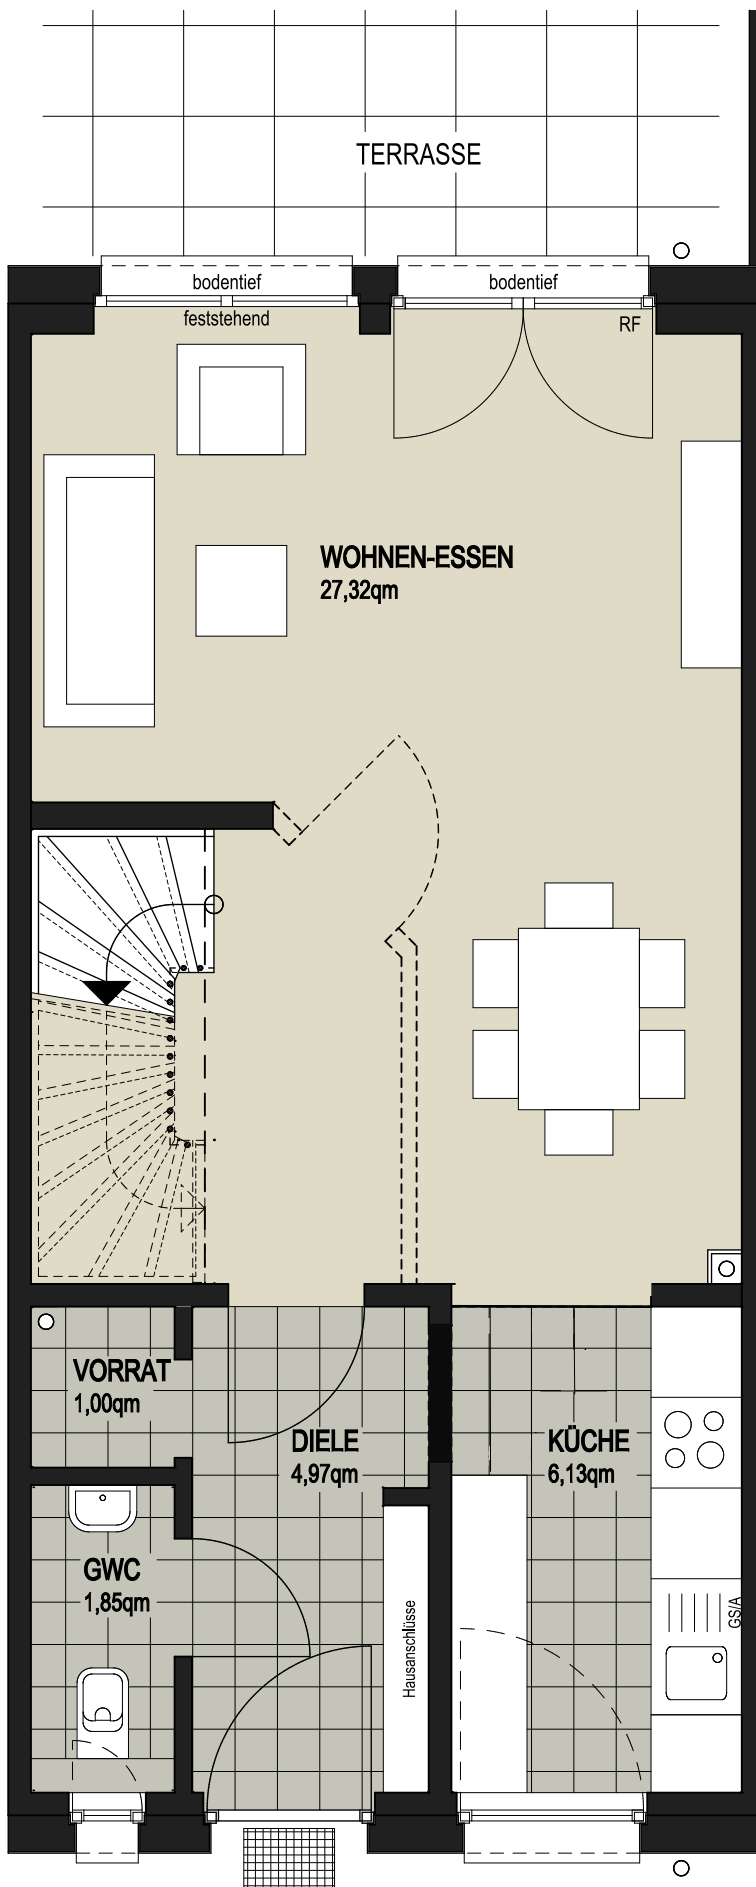 TERRASSE
bodentief
bodentief
feststehend
RF
WOHNEN-ESSEN
27,32qm
VORRAT
1,00qm
DIELE
4,97qm
KÜCHE
6,13qm
GWC
1,85qm
Hausanschlüsse
GS/A